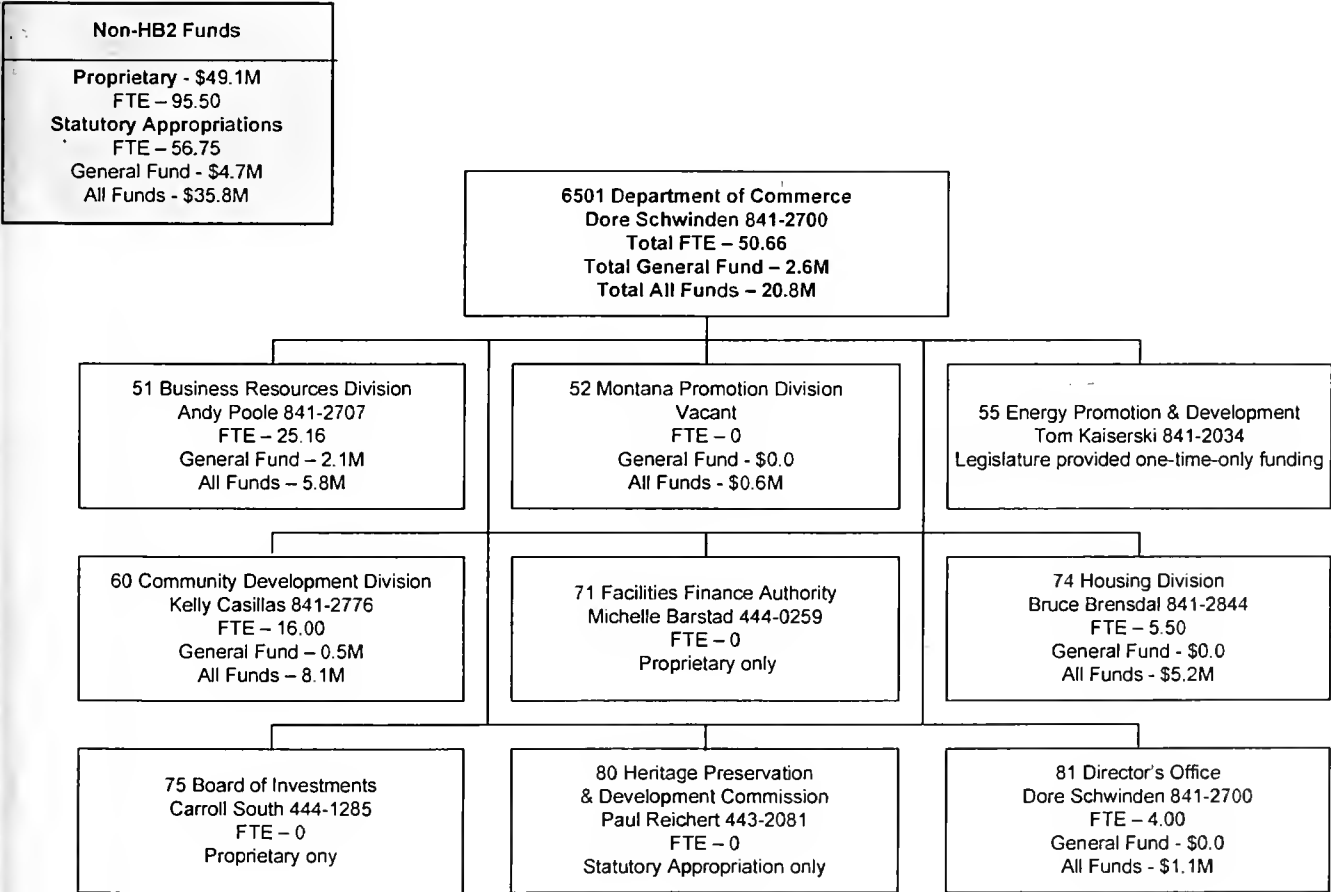 Non-HB2 Funds
Proprietary - $49.1M
FTE – 95.50
Statutory Appropriations
FTE – 56.75
General Fund - $4.7M
All Funds - $35.8M
6501 Department of Commerce
Dore Schwinden 841-2700
Total FTE – 50.66
Total General Fund – 2.6M
Total All Funds – 20.8M
51 Business Resources Division
Andy Poole 841-2707
FTE – 25.16
General Fund – 2.1M
All Funds – 5.8M
52 Montana Promotion Division
Vacant
FTE – 0
General Fund - $0.0
All Funds - $0.6M
55 Energy Promotion & Development
Tom Kaiserski 841-2034
Legislature provided one-time-only funding
60 Community Development Division
Kelly Casillas 841-2776
FTE – 16.00
General Fund – 0.5M
All Funds – 8.1M
71 Facilities Finance Authority
Michelle Barstad 444-0259
FTE – 0
Proprietary only
74 Housing Division
Bruce Brensdal 841-2844
FTE – 5.50
General Fund - $0.0
All Funds - $5.2M
75 Board of Investments
Carroll South 444-1285
FTE – 0
Proprietary ony
80 Heritage Preservation
& Development Commission
Paul Reichert 443-2081
FTE – 0
Statutory Appropriation only
81 Director's Office
Dore Schwinden 841-2700
FTE – 4.00
General Fund - $0.0
All Funds - $1.1M